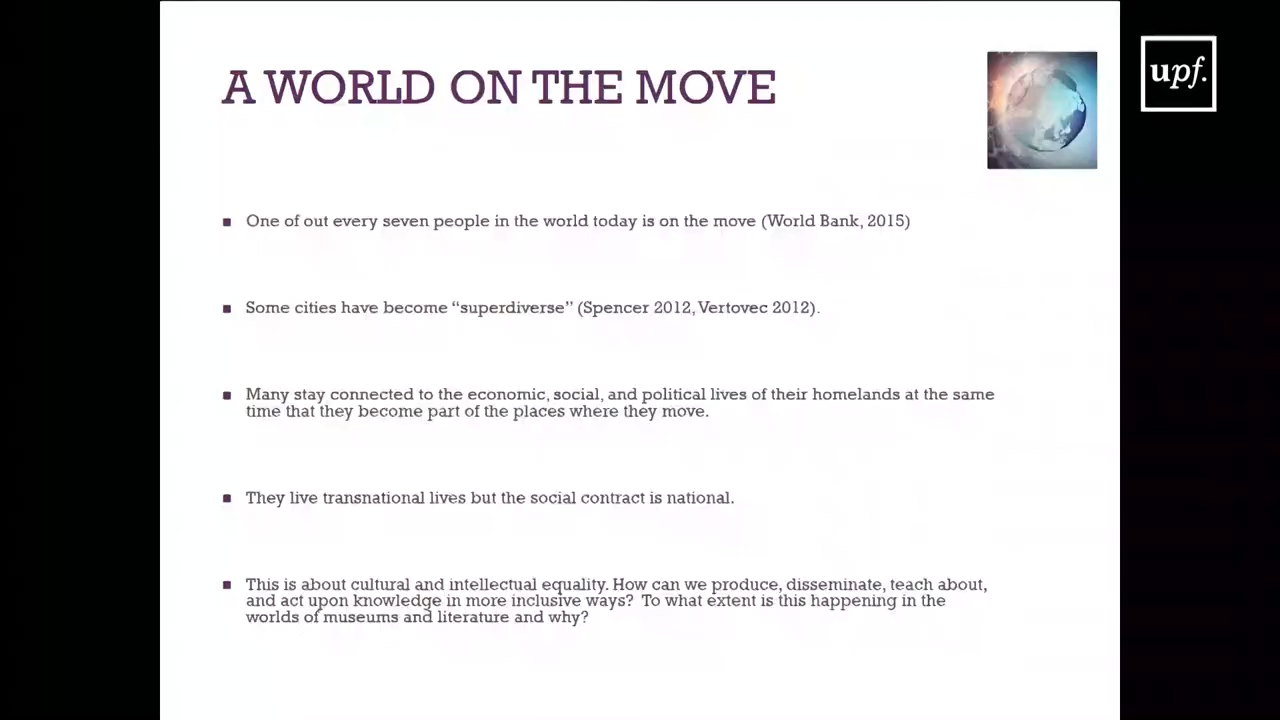 A WORLD ON THE MOVE
upf.
▪ One of out every seven people in the world today is on the move (World Bank, 2015)
▪ Some cities have become “superdiverse” (Spencer 2012, Vertovec 2012).
▪ Many stay connected to the economic, social, and political lives of their homelands at the same
time that they become part of the places where they move.
▪ They live transnational lives but the social contract is national.
▪ This is about cultural and intellectual equality. How can we produce, disseminate, teach about,
and act upon knowledge in more inclusive ways? To what extent is this happening in the
worlds of museums and literature and why?